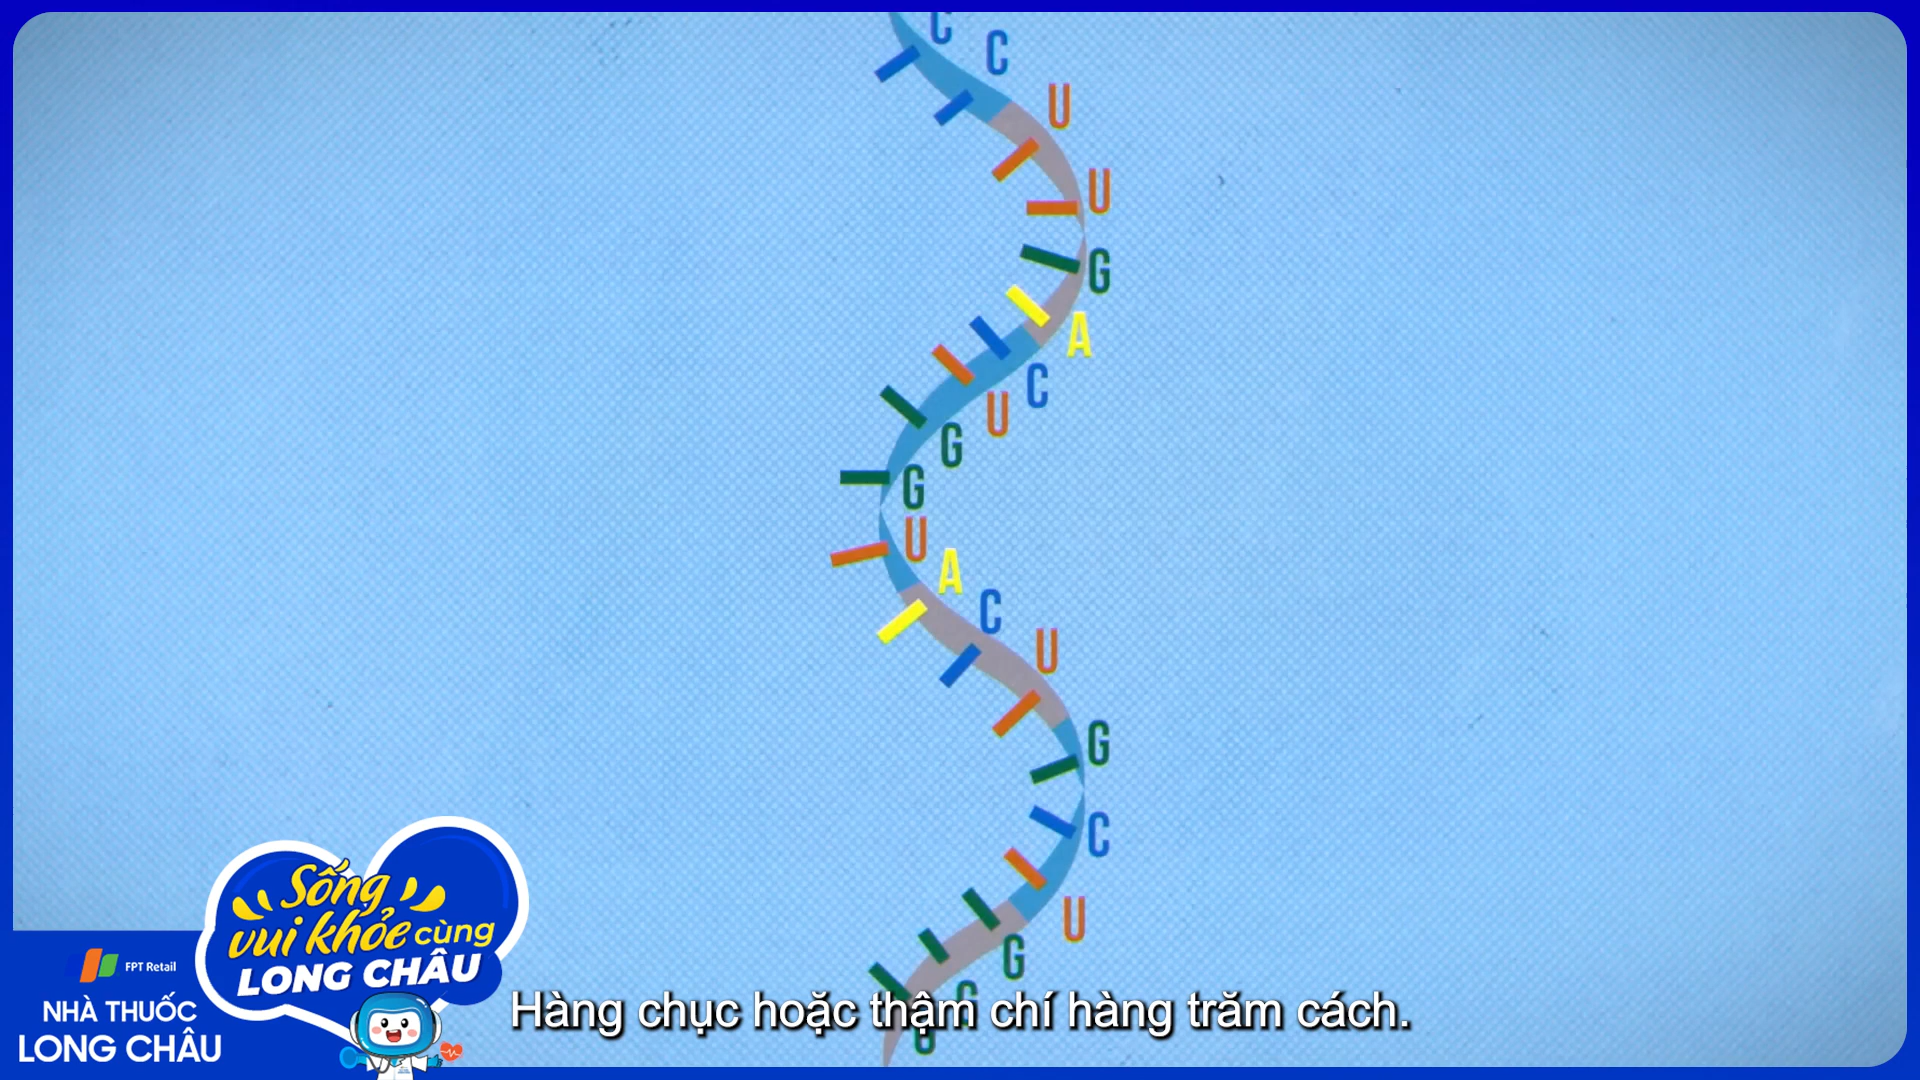 C
C
U
U
G
A
C
U
G
G
U
A
C
U
G
C
U
G
G
G
Sống
vui khỏe cùng
LONG CHÂU
FPT Retail
NHÀ THUỐC
LONG CHÂU
Hàng chục hoặc thậm chí hàng trăm cách.